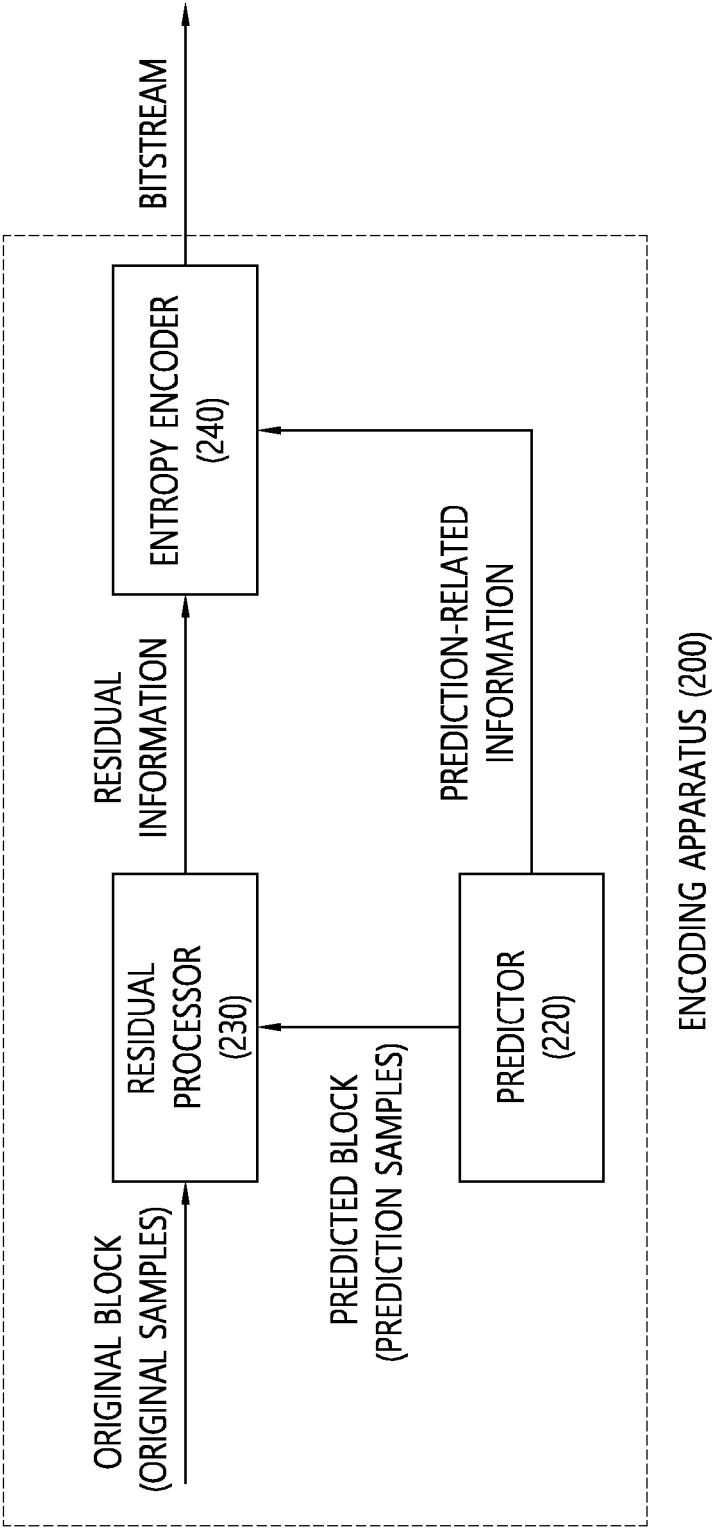 ORIGINAL BLOCK
(ORIGINAL SAMPLES)
RESIDUAL
PROCESSOR
(230)
RESIDUAL
INFORMATION
ENTROPY ENCODER
(240)
BITSTREAM
PREDICTED BLOCK
(PREDICTION SAMPLES)
PREDICTOR
(220)
PREDICTION-RELATED
INFORMATION
ENCODING APPARATUS (200)